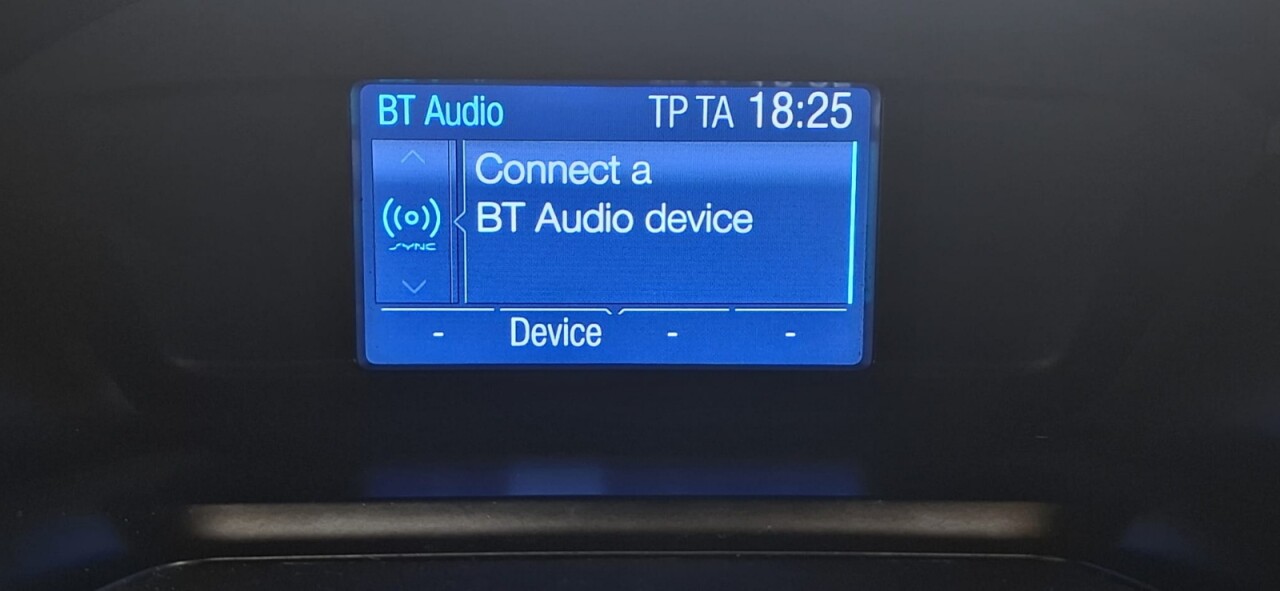 BT Audio TP TA 18:25
Connect a
BT Audio device
SYNC
- Device - -